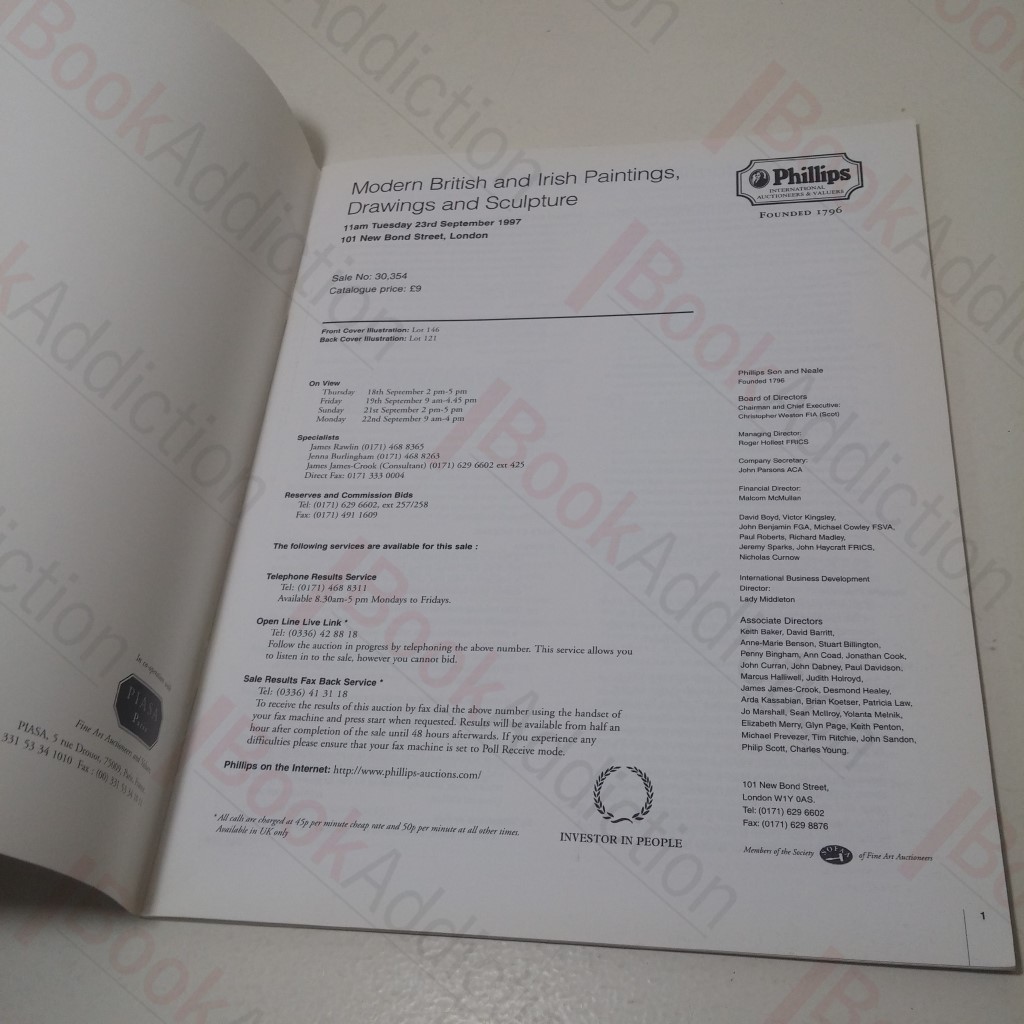 In co-operation with
PIASA
PARIS
Fine Art Auctioneers and Valuers
PIASA, 5 rue Drouot, 75009, Paris, France
331 53 34 1010 Fax : (00) 331 53 34 10
Modern British and Irish Paintings,
Drawings and Sculpture
11am Tuesday 23rd September 1997
101 New Bond Street, London
Sale No: 30,354
Catalogue price: £9
Front Cover Illustration: Lot 146
Back Cover Illustration: Lot 121
On View
Thursday 18th September 2 pm-5 pm
Friday 19th September 9 am-4.45 pm
Sunday 21st September 2 pm-5 pm
Monday 22nd September 9 am-4 pm
Specialists
James Rawlin (0171) 468 8365
Jenna Burlingham (0171) 468 8263
James James-Crook (Consultant) (0171) 629 6602 ext 425
Direct Fax: 0171 333 0004
Reserves and Commission Bids
Tel: (0171) 629 6602, ext 257/258
Fax: (0171) 491 1609
The following services are available for this sale :
Telephone Results Service
Tel: (0171) 468 8311
Available 8.30am-5 pm Mondays to Fridays.
Open Line Live Link *
Tel: (0336) 42 88 18
Follow the auction in progress by telephoning the above number. This service allows you
to listen in to the sale, however you cannot bid.
Sale Results Fax Back Service *
Tel: (0336) 41 31 18
To receive the results of this auction by fax dial the above number using the handset of
your fax machine and press start when requested. Results will be available from half an
hour after completion of the sale until 48 hours afterwards. If you experience any
difficulties please ensure that your fax machine is set to Poll Receive mode.
Phillips on the Internet: http://www.phillips-auctions.com/
* All calls are charged at 45p per minute cheap rate and 50p per minute at all other times.
Available in UK only
INVESTOR IN PEOPLE
Phillips
INTERNATIONAL
AUCTIONEERS & VALUERS
FOUNDED 1796
Phillips Son and Neale
Founded 1796
Board of Directors
Chairman and Chief Executive:
Christopher Weston FIA (Scot)
Managing Director:
Roger Hollest FRICS
Company Secretary:
John Parsons ACA
Financial Director:
Malcom McMullan
David Boyd, Victor Kingsley,
John Benjamin FGA, Michael Cowley FSVA,
Paul Roberts, Richard Madley,
Jeremy Sparks, John Haycraft FRICS,
Nicholas Curnow
International Business Development
Director:
Lady Middleton
Associate Directors
Keith Baker, David Barritt,
Anne-Marie Benson, Stuart Billington,
Penny Bingham, Ann Coad, Jonathan Cook,
John Curran, John Dabney, Paul Davidson,
Marcus Halliwell, Judith Holroyd,
James James-Crook, Desmond Healey,
Arda Kassabian, Brian Koetser, Patricia Law,
Jo Marshall, Sean McIlroy, Yolanta Melnik,
Elizabeth Merry, Glyn Page, Keith Penton,
Michael Frevezer, Tim Ritchie, John Sandon,
Philip Scott, Charles Young.
101 New Bond Street,
London W1Y 0AS.
Tel: (0171) 629 6602
Fax: (0171) 629 8876
Members of the Society SOFAA of Fine Art Auctioneers
1
BookAddiction